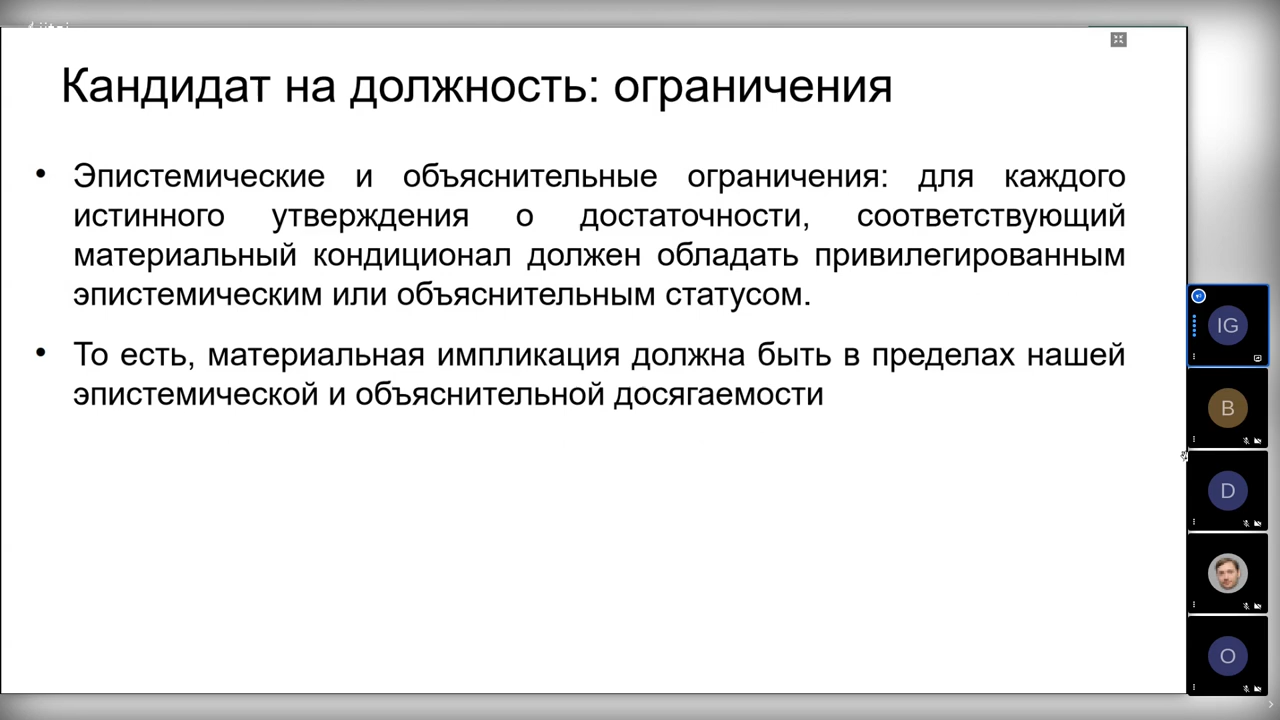 Кандидат на должность: ограничения
• Эпистемические и объяснительные ограничения: для каждого
истинного утверждения о достаточности, соответствующий
материальный кондиционал должен обладать привилегированным
эпистемическим или объяснительным статусом.
• То есть, материальная импликация должна быть в пределах нашей
эпистемической и объяснительной досягаемости
IG
B
D
O